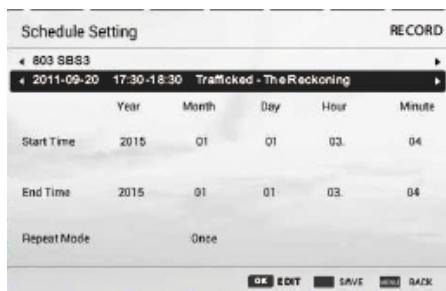 Schedule Setting RECORD
803 SBS3
2011-09-20 17:30-18:30 Trafficked - The Reckoning
Year Month Day Hour Minute
Start Time 2015 01 01 03. 04
End Time 2015 01 01 03. 04
Repeat Mode Once
OK EDIT SAVE MENU BACK